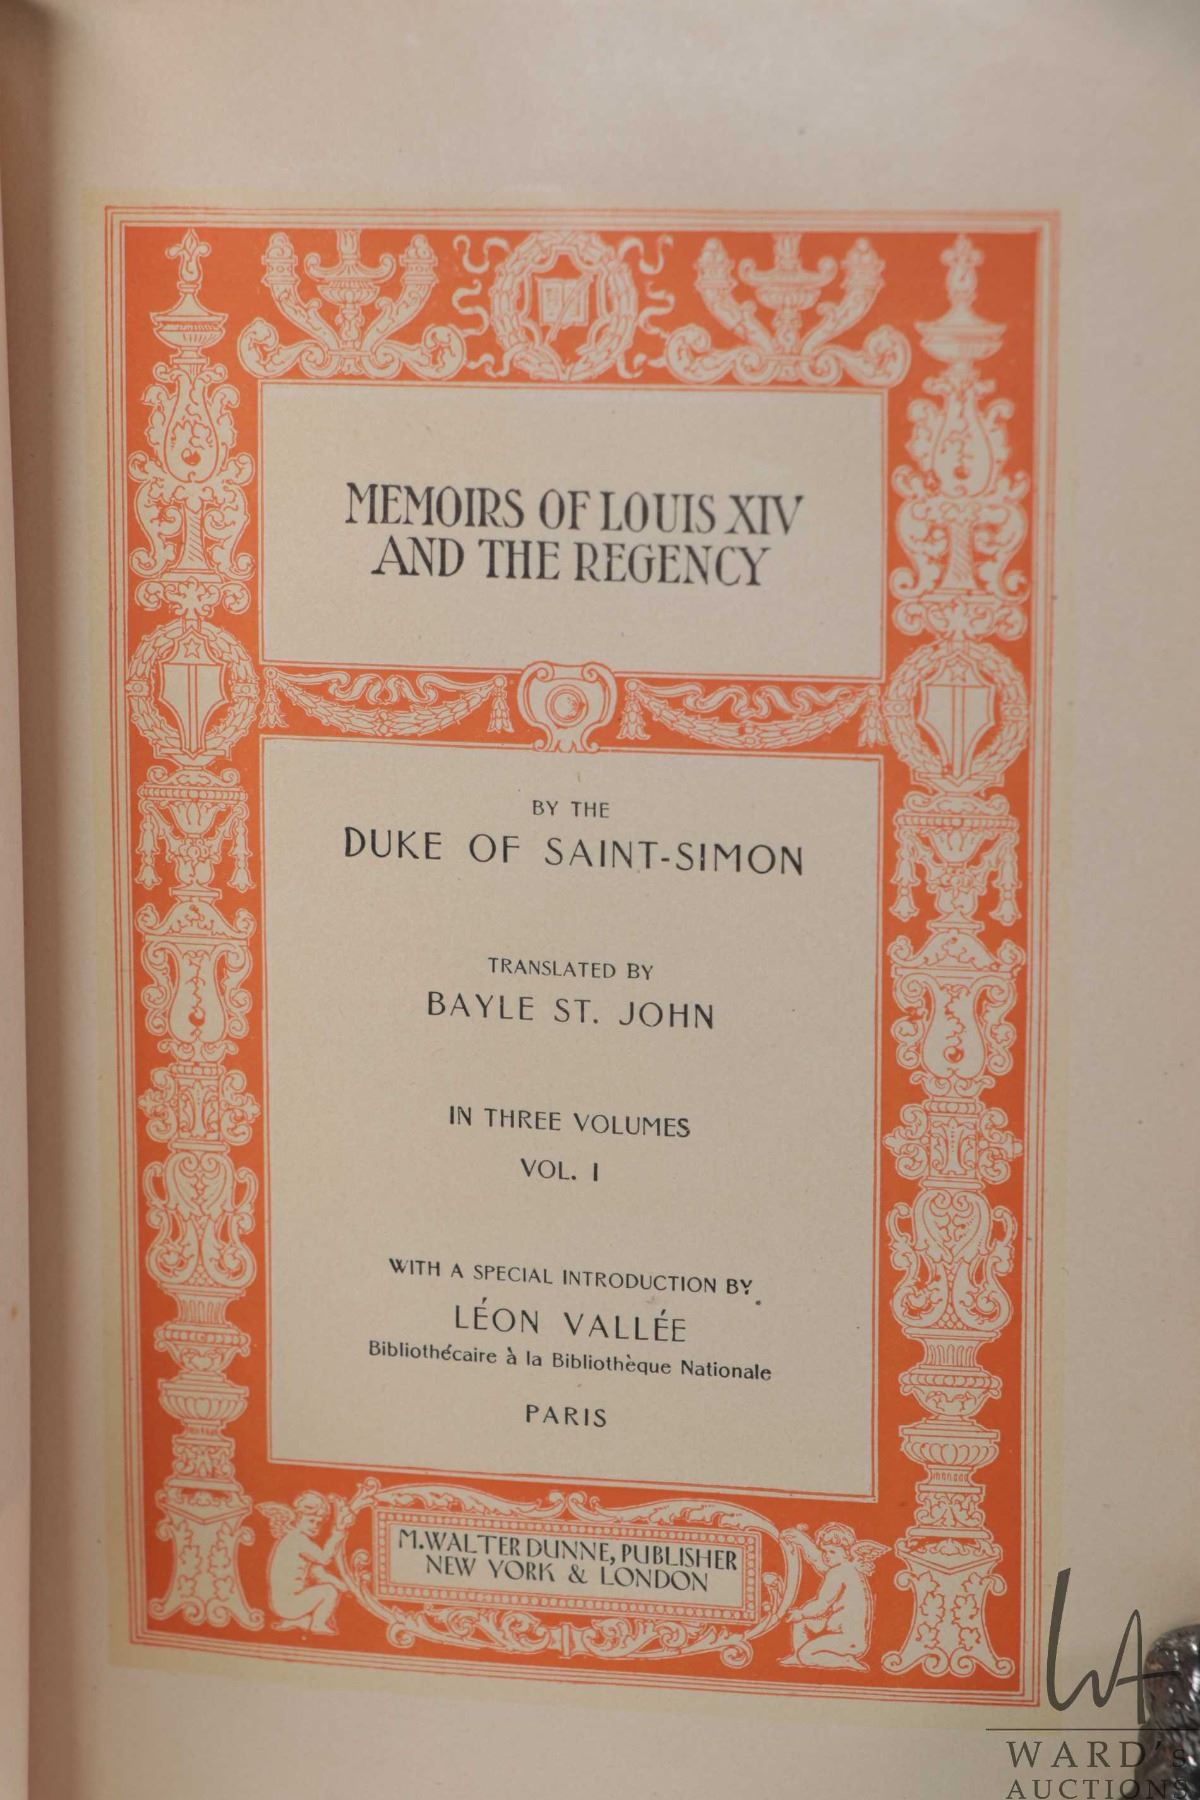 MEMOIRS OF LOUIS XIV
AND THE REGENCY
BY THE
DUKE OF SAINT-SIMON
TRANSLATED BY
BAYLE ST. JOHN
IN THREE VOLUMES
VOL. I
WITH A SPECIAL INTRODUCTION BY
LÉON VALLÉE
Bibliothécaire à la Bibliothèque Nationale
PARIS
M. WALTER DUNNE, PUBLISHER
NEW YORK & LONDON
WA
WARD's
AUCTIONS